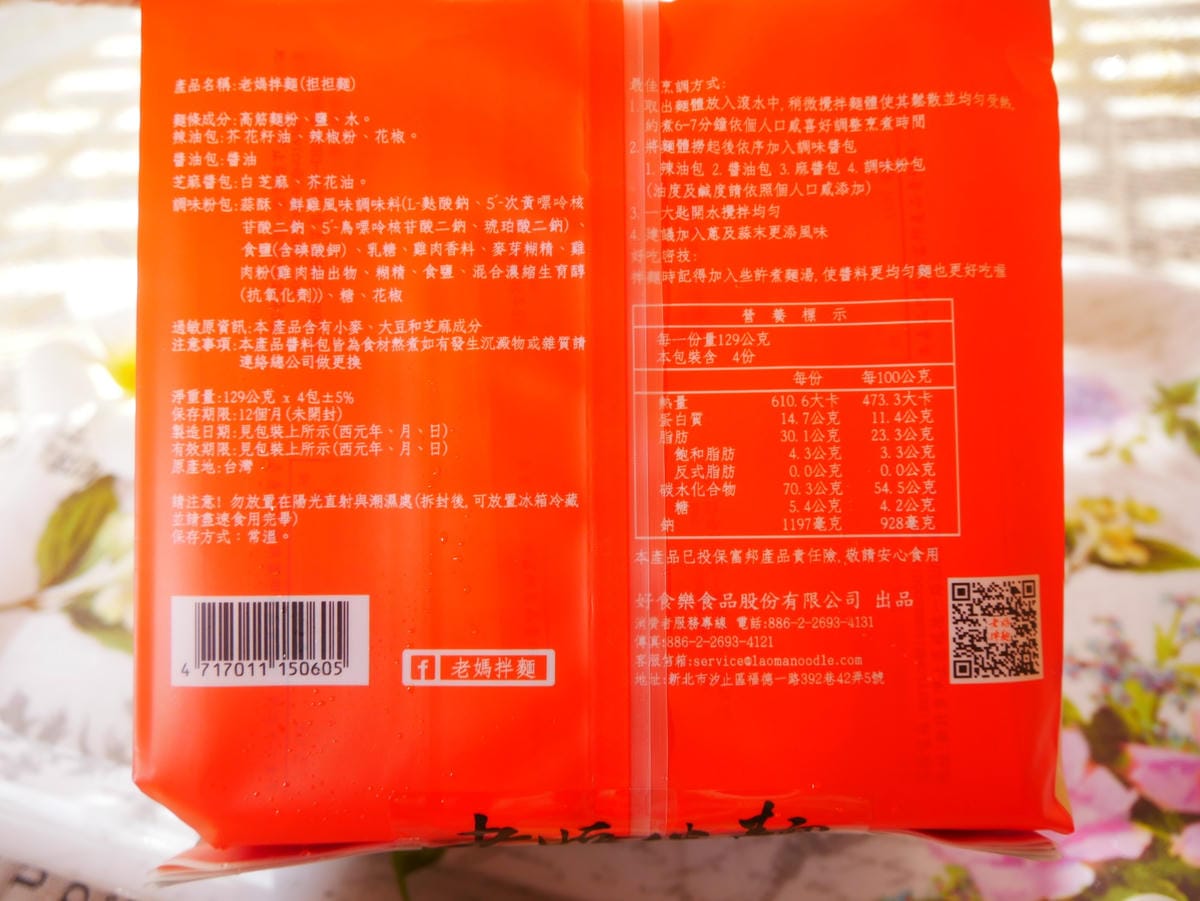 產品名稱:老媽拌麵(担担麵)
麵條成分:高筋麵粉、鹽、水。
辣油包:芥花籽油、辣椒粉、花椒。
醬油包:醬油
芝麻醬包:白芝麻、芥花油。
調味粉包:蒜酥、鮮雞風味調味料(L-麩酸鈉、5´-次黃嘌呤核
苷酸二鈉、5´-鳥嘌呤核苷酸二鈉、琥珀酸二鈉)、
食鹽(含碘酸鉀)、乳糖、雞肉香料、麥芽糊精、雞
肉粉(雞肉抽出物、糊精、食鹽、混合濃縮生育醇
(抗氧化劑))、糖、花椒
過敏原資訊:本產品含有小麥、大豆和芝麻成分
注意事項:本產品醬料包皆為食材熬煮如有發生沉澱物或雜質請
連絡總公司做更換
淨重量:129公克 x 4包±5%
保存期限:12個月(未開封)
製造日期:見包裝上所示(西元年、月、日)
有效期限:見包裝上所示(西元年、月、日)
原產地:台灣
請注意! 勿放置在陽光直射與潮濕處(拆封後, 可放置冰箱冷藏
並請盡速食用完畢)
保存方式:常溫。
4 717011 150605
f 老媽拌麵
最佳烹調方式:
1. 取出麵體放入滾水中, 稍微攪拌麵體使其鬆散並均勻受熱,
約煮6-7分鐘依個人口感喜好調整烹煮時間
2. 將麵體撈起後依序加入調味醬包
1. 辣油包 2. 醬油包 3. 麻醬包 4. 調味粉包
(油度及鹹度請依照個人口感添加)
3. 一大匙開水攪拌均勻
4. 建議加入蔥及蒜末更添風味
好吃密技:
拌麵時記得加入些許煮麵湯, 使醬料更均勻麵也更好吃喔
營養標示
每一份量129公克
本包裝含 4份
每份 每100公克
熱量 610.6大卡 473.3大卡
蛋白質 14.7公克 11.4公克
脂肪 30.1公克 23.3公克
飽和脂肪 4.3公克 3.3公克
反式脂肪 0.0公克 0.0公克
碳水化合物 70.3公克 54.5公克
糖 5.4公克 4.2公克
鈉 1197毫克 928毫克
本產品已投保富邦產品責任險, 敬請安心食用
好食樂食品股份有限公司 出品
消費者服務專線 電話:886-2-2693-4131
傳真:886-2-2693-4121
客服信箱:service@laomanoodle.com
地址:新北市汐止區福德一路392巷42弄5號
老媽
拌麵
老媽拌麵